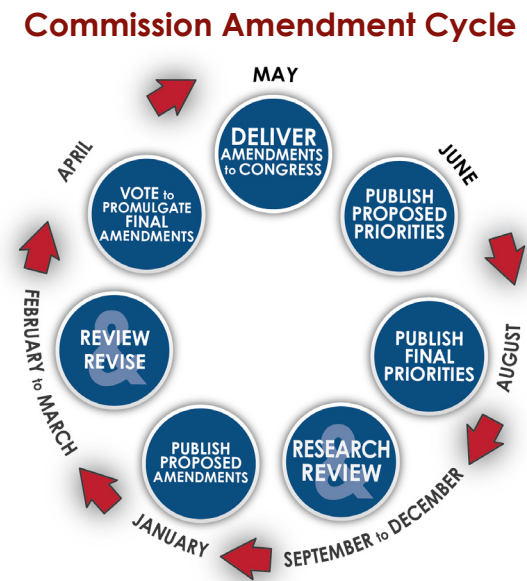 Commission Amendment Cycle
MAY
DELIVER
AMENDMENTS
to CONGRESS
JUNE
PUBLISH
PROPOSED
PRIORITIES
AUGUST
PUBLISH
FINAL
PRIORITIES
SEPTEMBER to DECEMBER
RESEARCH
&
REVIEW
JANUARY
PUBLISH
PROPOSED
AMENDMENTS
FEBRUARY to MARCH
REVIEW
&
REVISE
APRIL
VOTE to
PROMULGATE
FINAL
AMENDMENTS